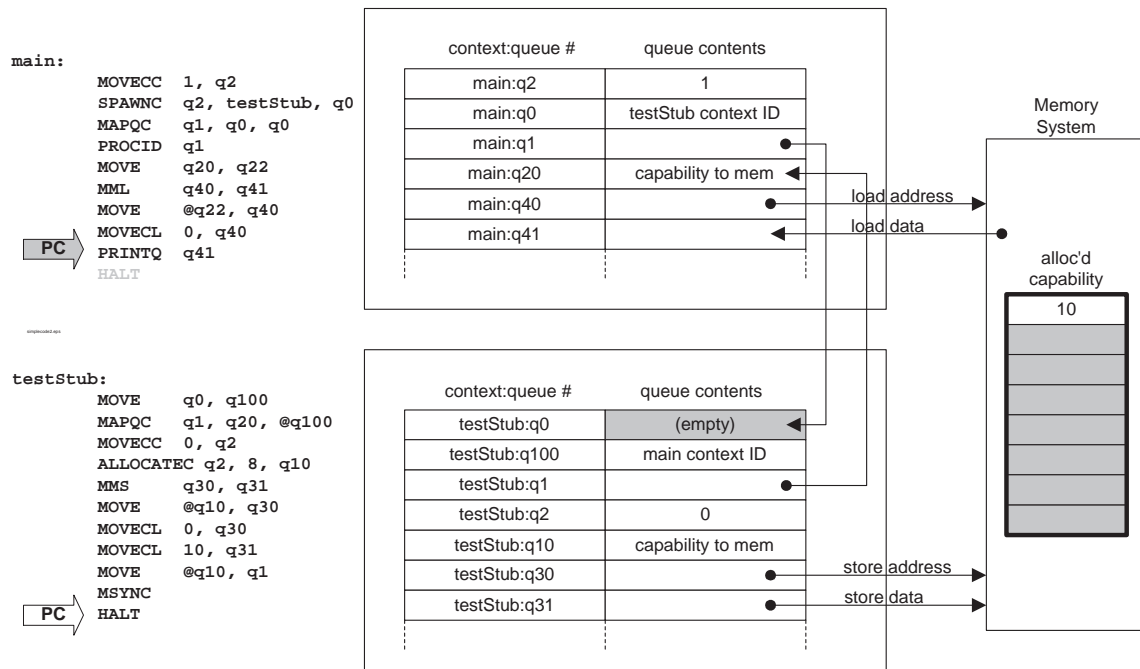 main:
MOVECC 1, q2
SPAWNC q2, testStub, q0
MAPQC q1, q0, q0
PROCID q1
MOVE q20, q22
MML q40, q41
MOVE @q22, q40
MOVECL 0, q40
PC PRINTQ q41
HALT
simplecode2.eps
context:queue # queue contents
main:q2 1
main:q0 testStub context ID
main:q1
main:q20 capability to mem
main:q40
main:q41
load address
load data
Memory
System
alloc'd
capability
10
testStub:
MOVE q0, q100
MAPQC q1, q20, @q100
MOVECC 0, q2
ALLOCATEC q2, 8, q10
MMS q30, q31
MOVE @q10, q30
MOVECL 0, q30
MOVECL 10, q31
MOVE @q10, q1
MSYNC
PC HALT
context:queue # queue contents
testStub:q0 (empty)
testStub:q100 main context ID
testStub:q1
testStub:q2 0
testStub:q10 capability to mem
testStub:q30
testStub:q31
store address
store data